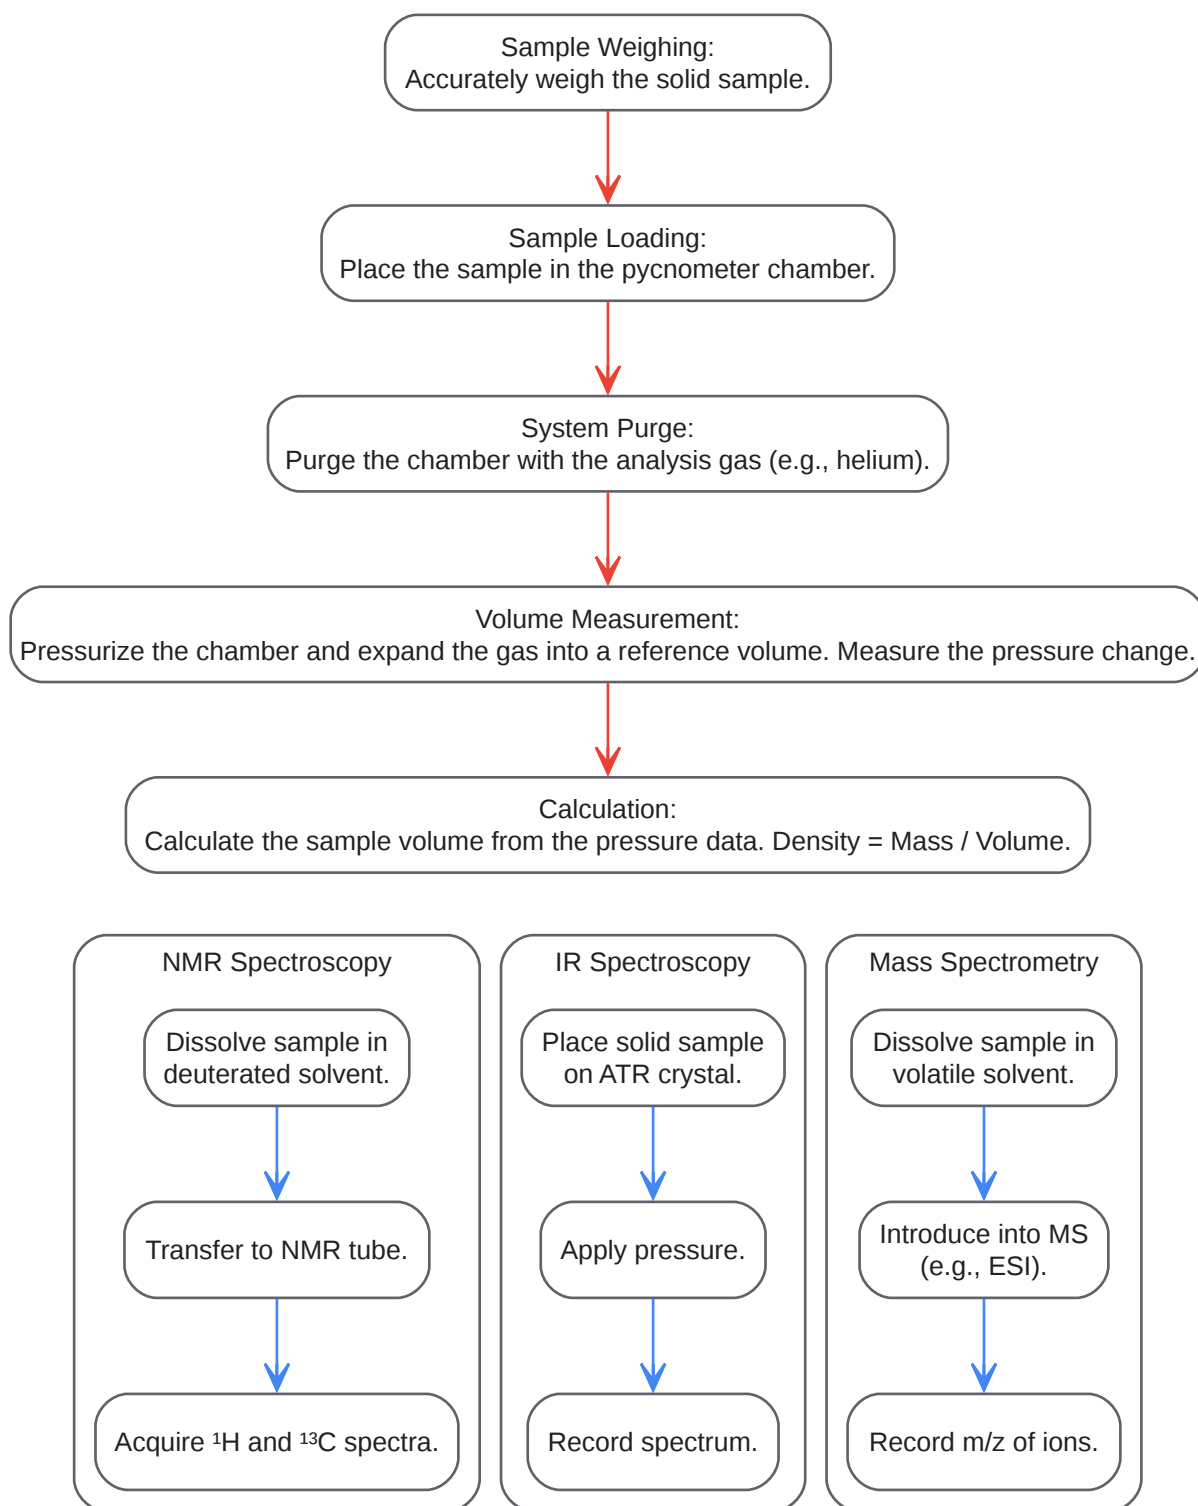 Sample Weighing:
Accurately weigh the solid sample.
Sample Loading:
Place the sample in the pycnometer chamber.
System Purge:
Purge the chamber with the analysis gas (e.g., helium).
Volume Measurement:
Pressurize the chamber and expand the gas into a reference volume. Measure the pressure change.
Calculation:
Calculate the sample volume from the pressure data. Density = Mass / Volume.
NMR Spectroscopy
Dissolve sample in
deuterated solvent.
Transfer to NMR tube.
Acquire ¹H and ¹³C spectra.
IR Spectroscopy
Place solid sample
on ATR crystal.
Apply pressure.
Record spectrum.
Mass Spectrometry
Dissolve sample in
volatile solvent.
Introduce into MS
(e.g., ESI).
Record m/z of ions.